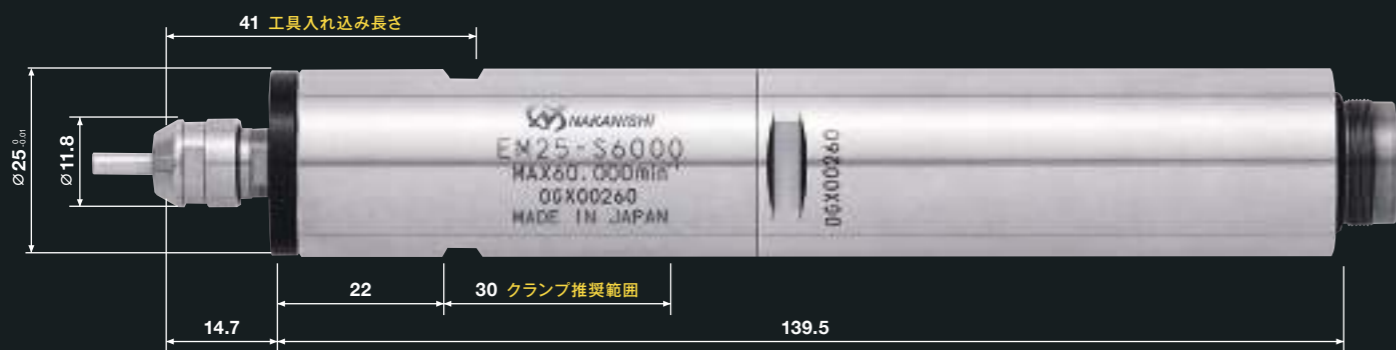 41 工具入れ込み長さ
Ø25 0 -0.01
Ø11.8
NAKANISHI
EM25-S6000
MAX60.000min⁻¹
OGX00260
MADE IN JAPAN
OGX00260
22
30 クランプ推奨範囲
14.7
139.5